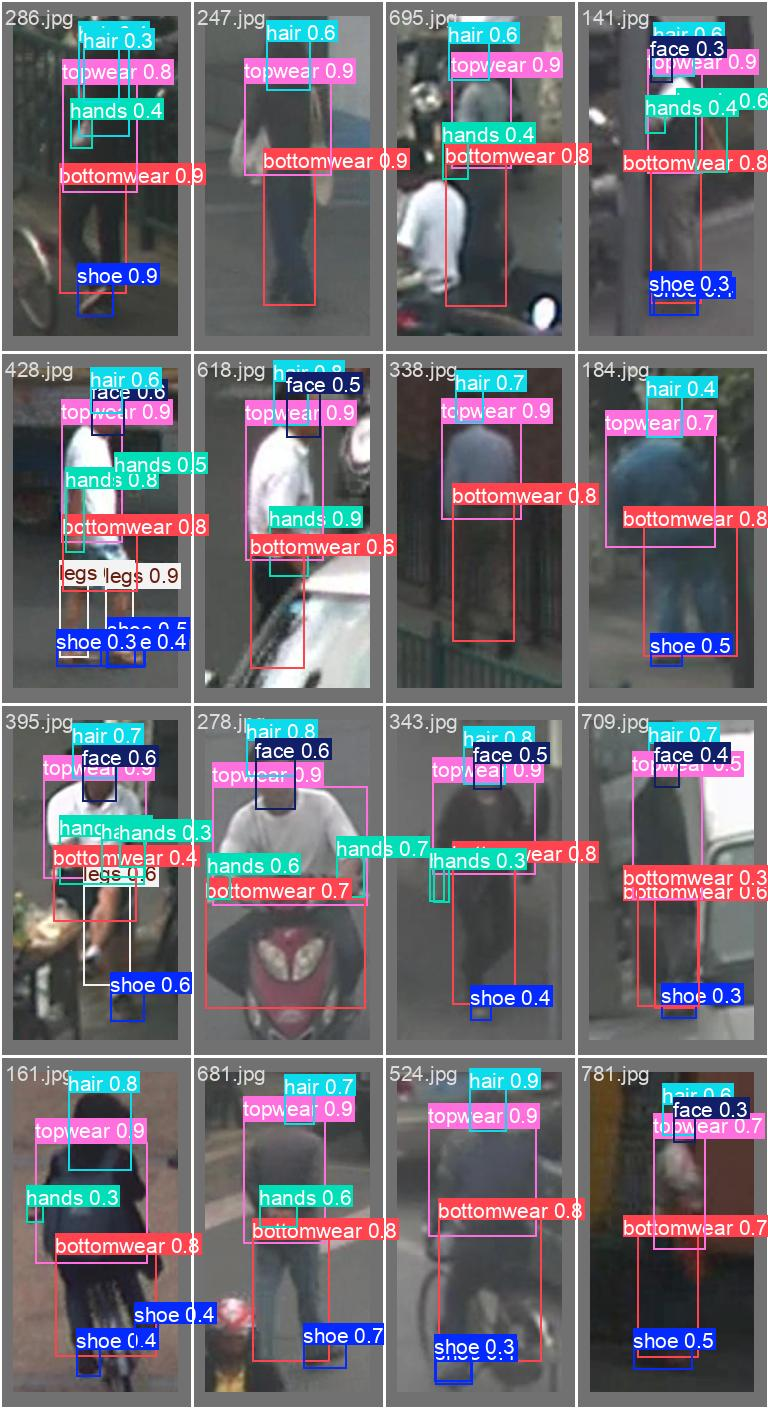 286.jpg
hair 0.3
topwear 0.8
hands 0.4
bottomwear 0.9
shoe 0.9
247.jpg
hair 0.6
topwear 0.9
bottomwear 0.9
695.jpg
hair 0.6
topwear 0.9
hands 0.4
bottomwear 0.8
141.jpg
hair 0.6
face 0.3
topwear 0.9
hands 0.4
0.6
bottomwear 0.8
shoe 0.3
428.jpg
hair 0.6
face 0.6
topwear 0.9
hands 0.5
hands 0.8
bottomwear 0.8
legs
legs 0.9
0.5
shoe 0.3
e 0.4
618.jpg
hair 0.8
face 0.5
topwear 0.9
hands 0.9
bottomwear 0.6
338.jpg
hair 0.7
topwear 0.9
bottomwear 0.8
184.jpg
hair 0.4
topwear 0.7
bottomwear 0.8
shoe 0.5
395.jpg
hair 0.7
face 0.6
topwear 0.9
hands 0.3
bottomwear 0.4
legs 0.6
shoe 0.6
278.jpg
hair 0.8
face 0.6
topwear 0.9
hands 0.7
hands 0.6
bottomwear 0.7
343.jpg
hair 0.8
face 0.5
topwear 0.9
bottomwear 0.8
hands 0.3
shoe 0.4
709.jpg
hair 0.7
face 0.4
topwear 0.5
bottomwear 0.3
bottomwear 0.6
shoe 0.3
161.jpg
hair 0.8
topwear 0.9
hands 0.3
bottomwear 0.8
shoe 0.4
shoe 0.4
681.jpg
hair 0.7
topwear 0.9
hands 0.6
bottomwear 0.8
shoe 0.7
524.jpg
hair 0.9
topwear 0.9
bottomwear 0.8
shoe 0.3
781.jpg
hair 0.6
face 0.3
topwear 0.7
bottomwear 0.7
shoe 0.5